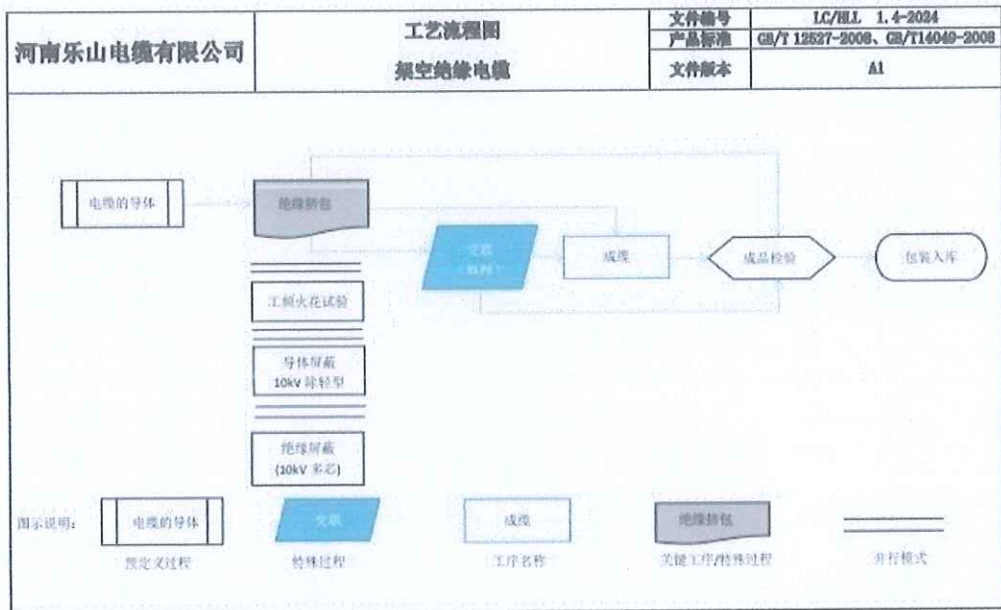 河南乐山电缆有限公司
工艺流程图
架空绝缘电缆
文件编号
LC/HLL 1.4-2024
产品标准
GB/T 12527-2008、GB/T14049-2008
文件版本
A1
电缆的导体
绝缘挤包
交联
(XLPE)
成缆
成品检验
包装入库
工频火花试验
导体屏蔽
10kV 除轻型
绝缘屏蔽
(10kV 多芯)
图示说明:
电缆的导体
交联
成缆
绝缘挤包
预定义过程
特殊过程
工序名称
关键工序/特殊过程
并行模式